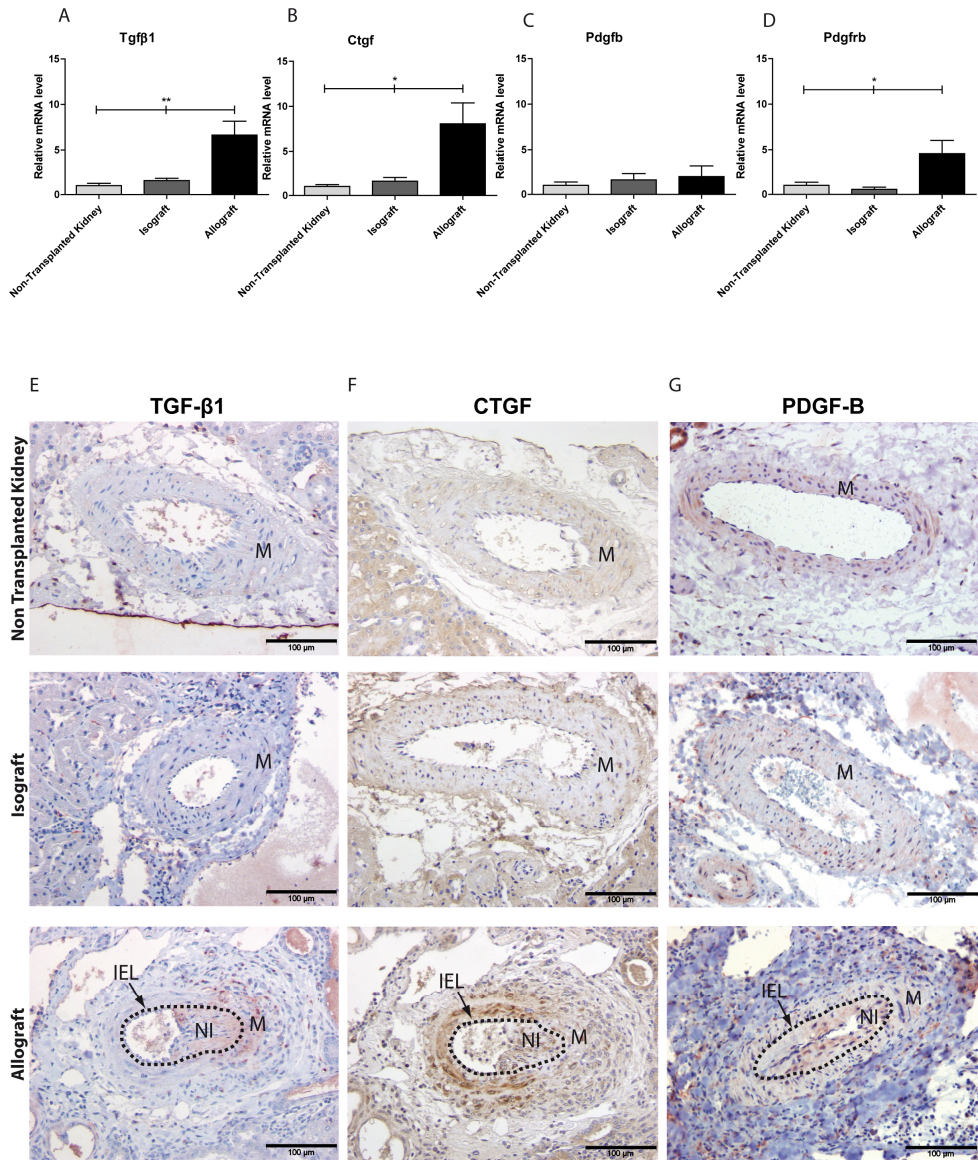 A
Tgfβ1
Relative mRNA level
15
10
5
0
**
Non-Transplanted Kidney
Isograft
Allograft
B
Ctgf
Relative mRNA level
15
10
5
0
*
Non-Transplanted Kidney
Isograft
Allograft
C
Pdgfb
Relative mRNA level
15
10
5
0
Non-Transplanted Kidney
Isograft
Allograft
D
Pdgfrb
Relative mRNA level
15
10
5
0
*
Non-Transplanted Kidney
Isograft
Allograft
E
TGF-β1
F
CTGF
G
PDGF-B
Non Transplanted Kidney
M
100 µm
M
100 µm
M
100 µm
Isograft
M
100 µm
M
100 µm
M
100 µm
Allograft
IEL
NI
M
100 µm
IEL
NI
M
100 µm
IEL
NI
M
100 µm